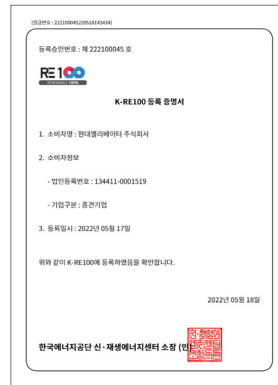 [발급번호 : 222100045220518143434]
등록승인번호 : 제 222100045 호
RE100
RENEWABLE 100%
K-RE100 등록 증명서
1. 소비자명 : 현대엘리베이터 주식회사
2. 소비자정보
- 법인등록번호 : 134411-0001519
- 기업구분 : 중견기업
3. 등록일시 : 2022년 05월 17일
위와 같이 K-RE100에 등록하였음을 확인합니다.
2022년 05월 18일
한국에너지공단 신·재생에너지센터 소장 (인)